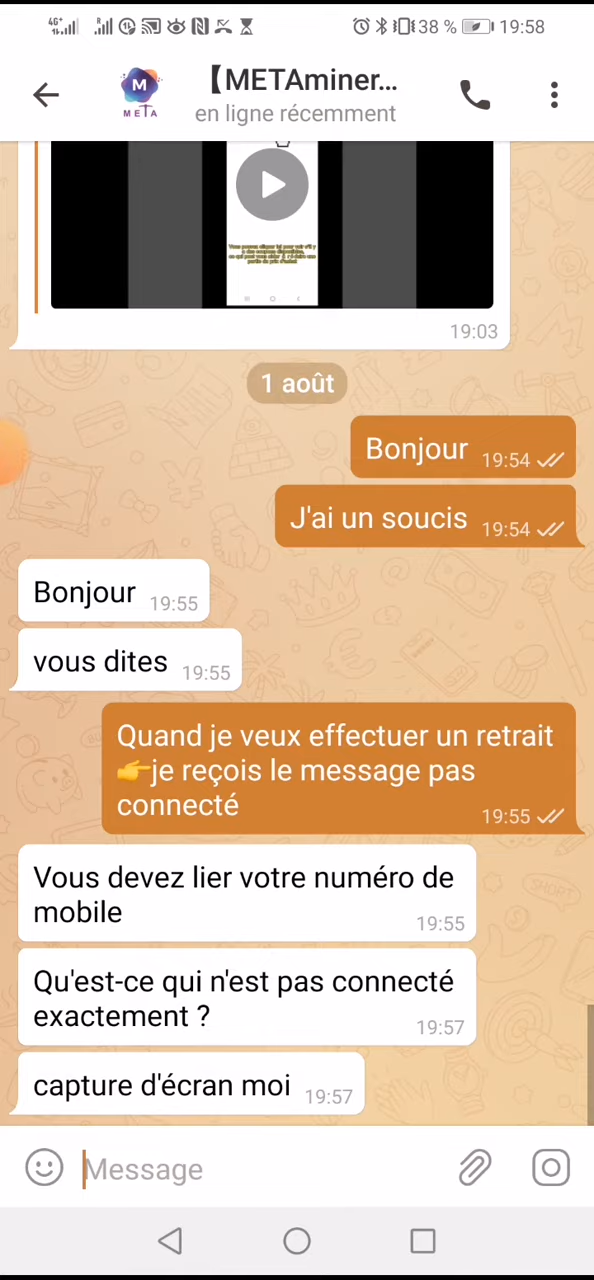 4G+ R 38 % 19:58
【METAminer...
META
en ligne récemment
19:03
1 août
Bonjour 19:54
J'ai un soucis 19:54
Bonjour 19:55
vous dites 19:55
Quand je veux effectuer un retrait
👉je reçois le message pas
connecté 19:55
Vous devez lier votre numéro de
mobile 19:55
Qu'est-ce qui n'est pas connecté
exactement ? 19:57
capture d'écran moi 19:57
Message